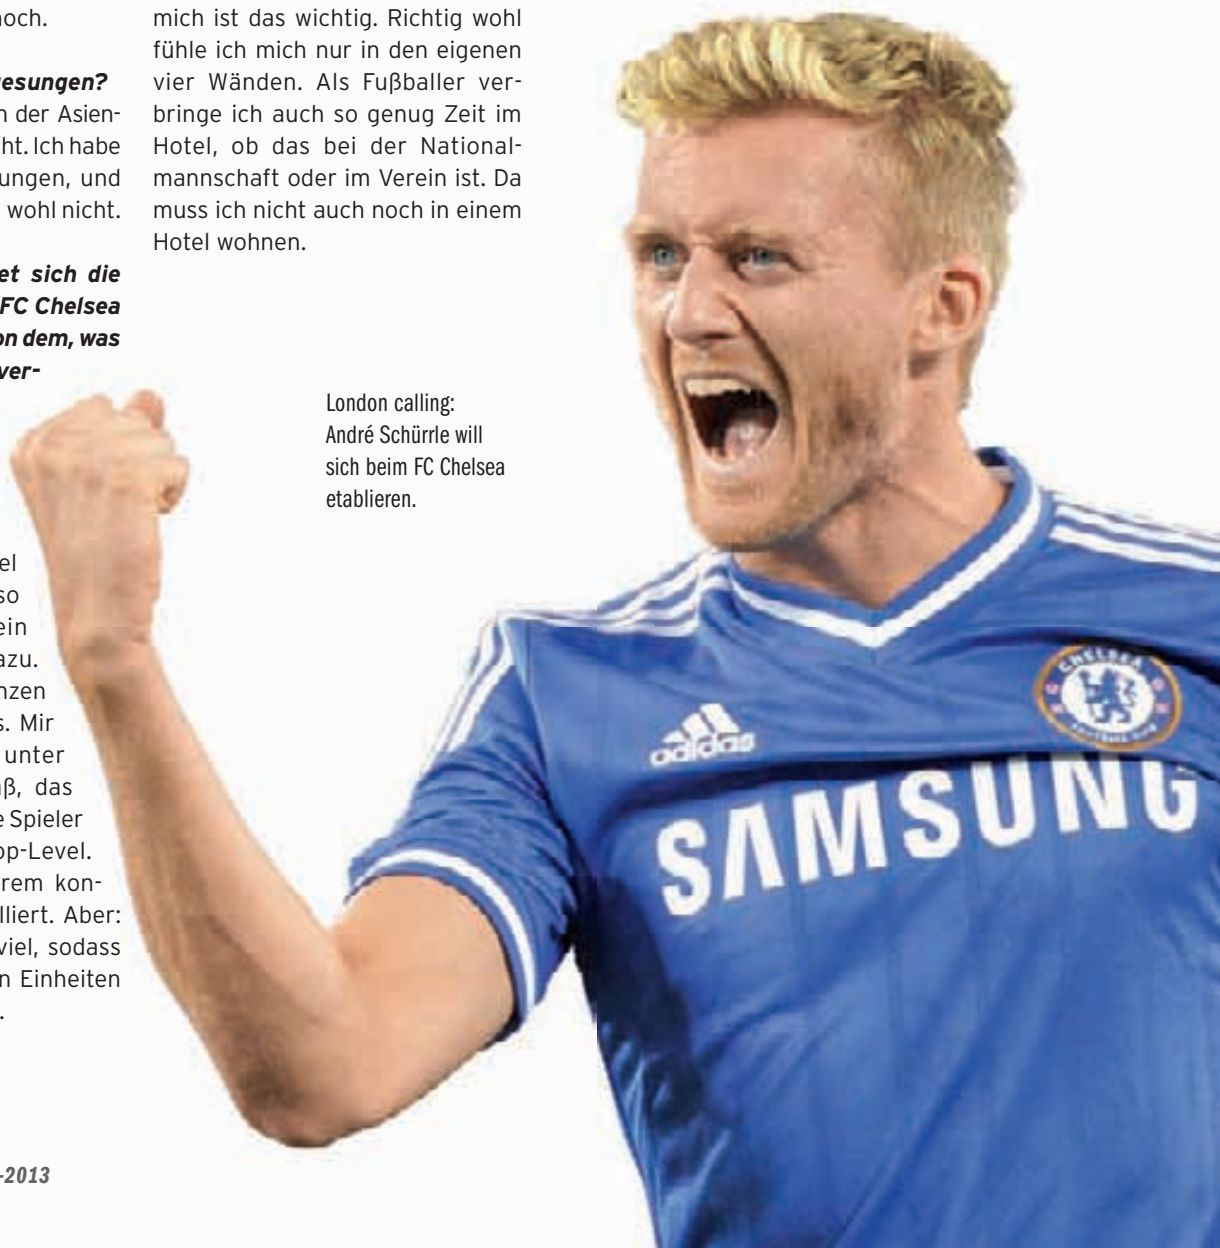 noch.
esungen?
n der Asien-
ht. Ich habe
ungen, und
wohl nicht.
et sich die
FC Chelsea
on dem, was
ver-
el
so
ein
azu.
nzen
s. Mir
unter
aß, das
e Spieler
op-Level.
rem kon-
lliert. Aber:
viel, sodass
n Einheiten
.
mich ist das wichtig. Richtig wohl
fühle ich mich nur in den eigenen
vier Wänden. Als Fußballer ver-
bringe ich auch so genug Zeit im
Hotel, ob das bei der National-
mannschaft oder im Verein ist. Da
muss ich nicht auch noch in einem
Hotel wohnen.
London calling:
André Schürrle will
sich beim FC Chelsea
etablieren.
CHELSEA
FOOTBALL CLUB
adidas
SAMSUNG
-2013